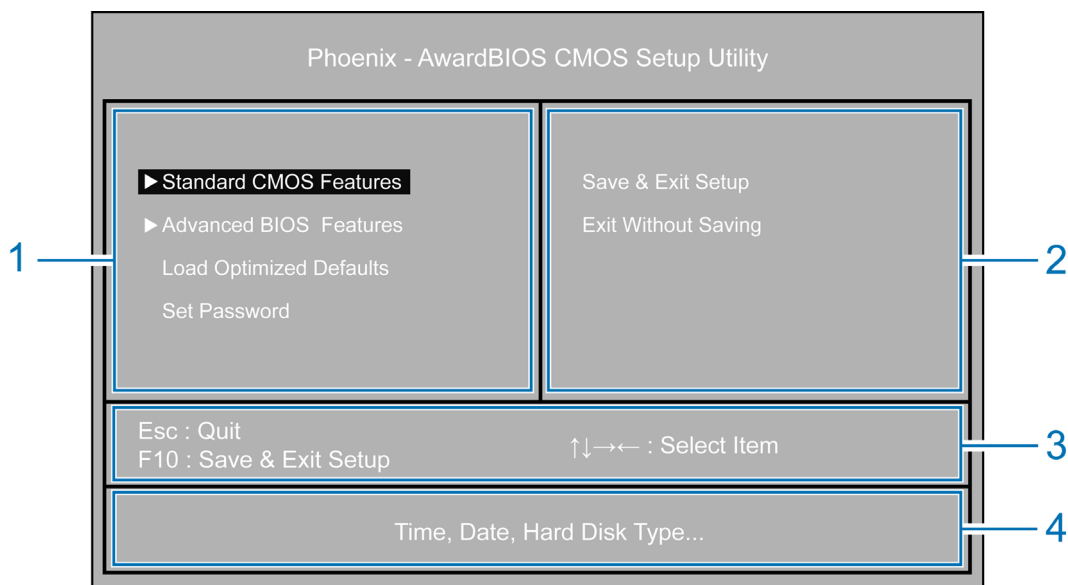 Phoenix - AwardBIOS CMOS Setup Utility
▶Standard CMOS Features
▶Advanced BIOS Features
Load Optimized Defaults
Set Password
1
Save & Exit Setup
Exit Without Saving
2
Esc : Quit
F10 : Save & Exit Setup
↑↓→← : Select Item
3
Time, Date, Hard Disk Type...
4